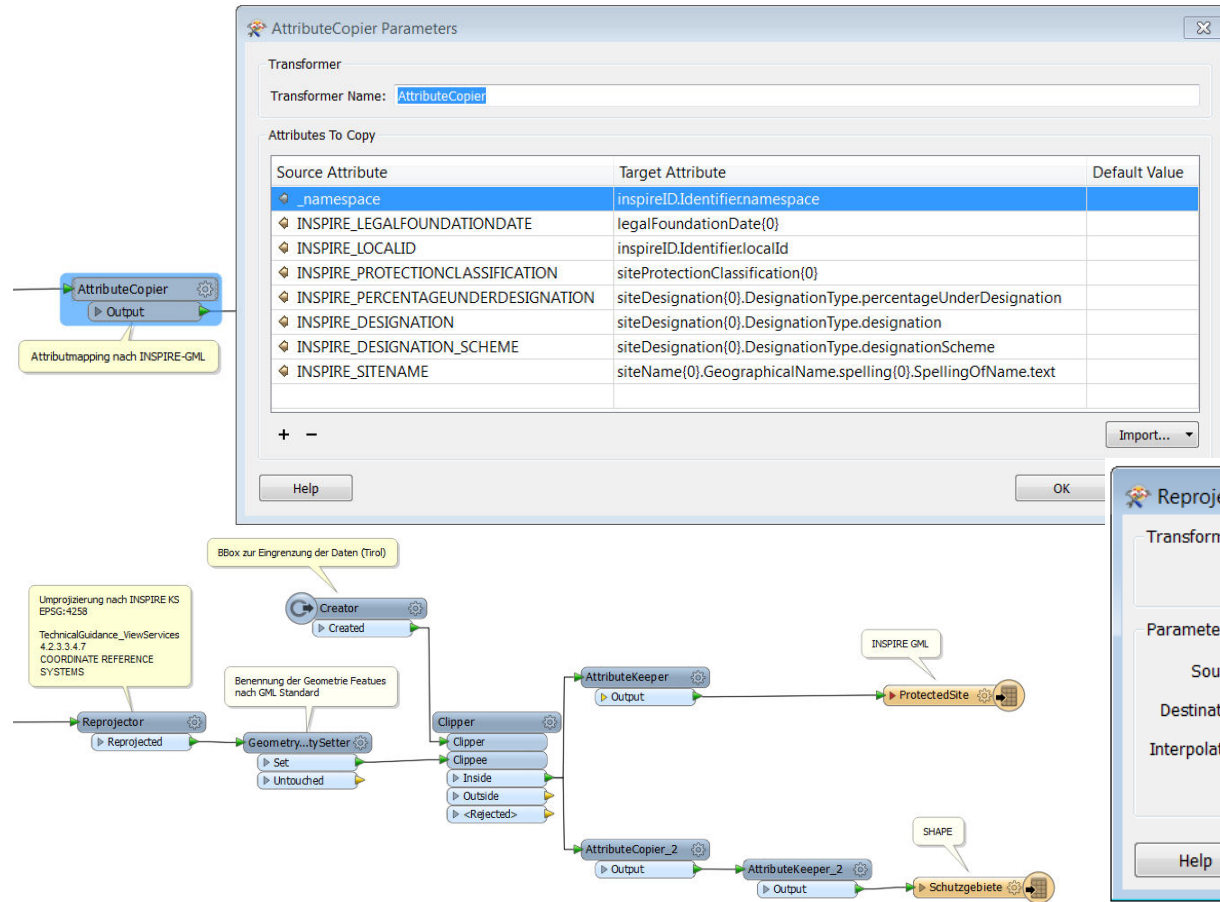 AttributeCopier Parameters
Transformer
Transformer Name: AttributeCopier
Attributes To Copy
Source Attribute Target Attribute Default Value
_namespace inspireID.Identifier.namespace
INSPIRE_LEGALFOUNDATIONDATE legalFoundationDate{0}
INSPIRE_LOCALID inspireID.Identifier.localId
INSPIRE_PROTECTIONCLASSIFICATION siteProtectionClassification{0}
INSPIRE_PERCENTAGEUNDERDESIGNATION siteDesignation{0}.DesignationType.percentageUnderDesignation
INSPIRE_DESIGNATION siteDesignation{0}.DesignationType.designation
INSPIRE_DESIGNATION_SCHEME siteDesignation{0}.DesignationType.designationScheme
INSPIRE_SITENAME siteName{0}.GeographicalName.spelling{0}.SpellingOfName.text
+ −
Import...
Help
OK
AttributeCopier
Output
Attributmapping nach INSPIRE-GML
Reproje
Transform
Paramete
Sou
Destinat
Interpolat
Help
BBox zur Eingrenzung der Daten (Tirol)
Umprojizierung nach INSPIRE KS
EPSG:4258
TechnicalGuidance_ViewServices
4.2.3.3.4.7
COORDINATE REFERENCE
SYSTEMS
Creator
Created
Benennung der Geometrie Featues
nach GML Standard
Reprojector
Reprojected
Geometry...tySetter
Set
Untouched
Clipper
Clipper
Clippee
Inside
Outside
<Rejected>
AttributeKeeper
Output
INSPIRE GML
ProtectedSite
AttributeCopier_2
Output
AttributeKeeper_2
Output
SHAPE
Schutzgebiete